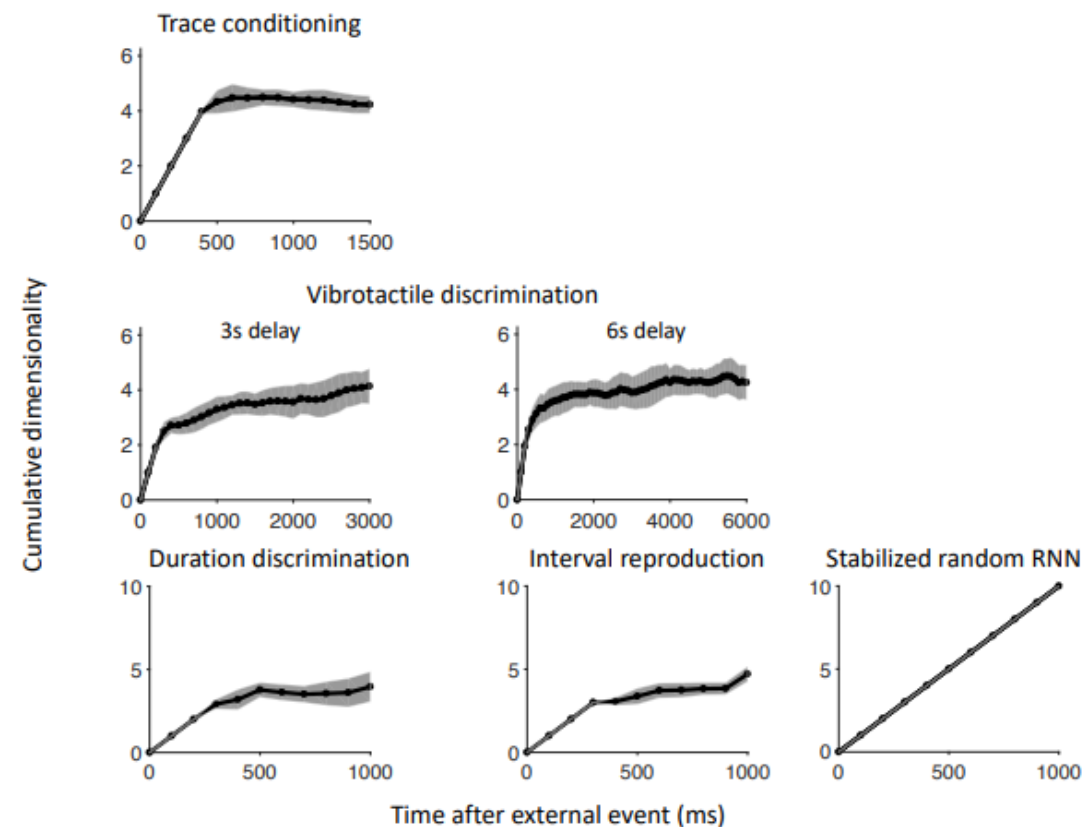 Trace conditioning
6
4
2
0
0 500 1000 1500
Cumulative dimensionality
Vibrotactile discrimination
3s delay
6
4
2
0
0 1000 2000 3000
6s delay
6
4
2
0
0 2000 4000 6000
Duration discrimination
10
5
0
0 500 1000
Interval reproduction
10
5
0
0 500 1000
Stabilized random RNN
10
5
0
0 500 1000
Time after external event (ms)